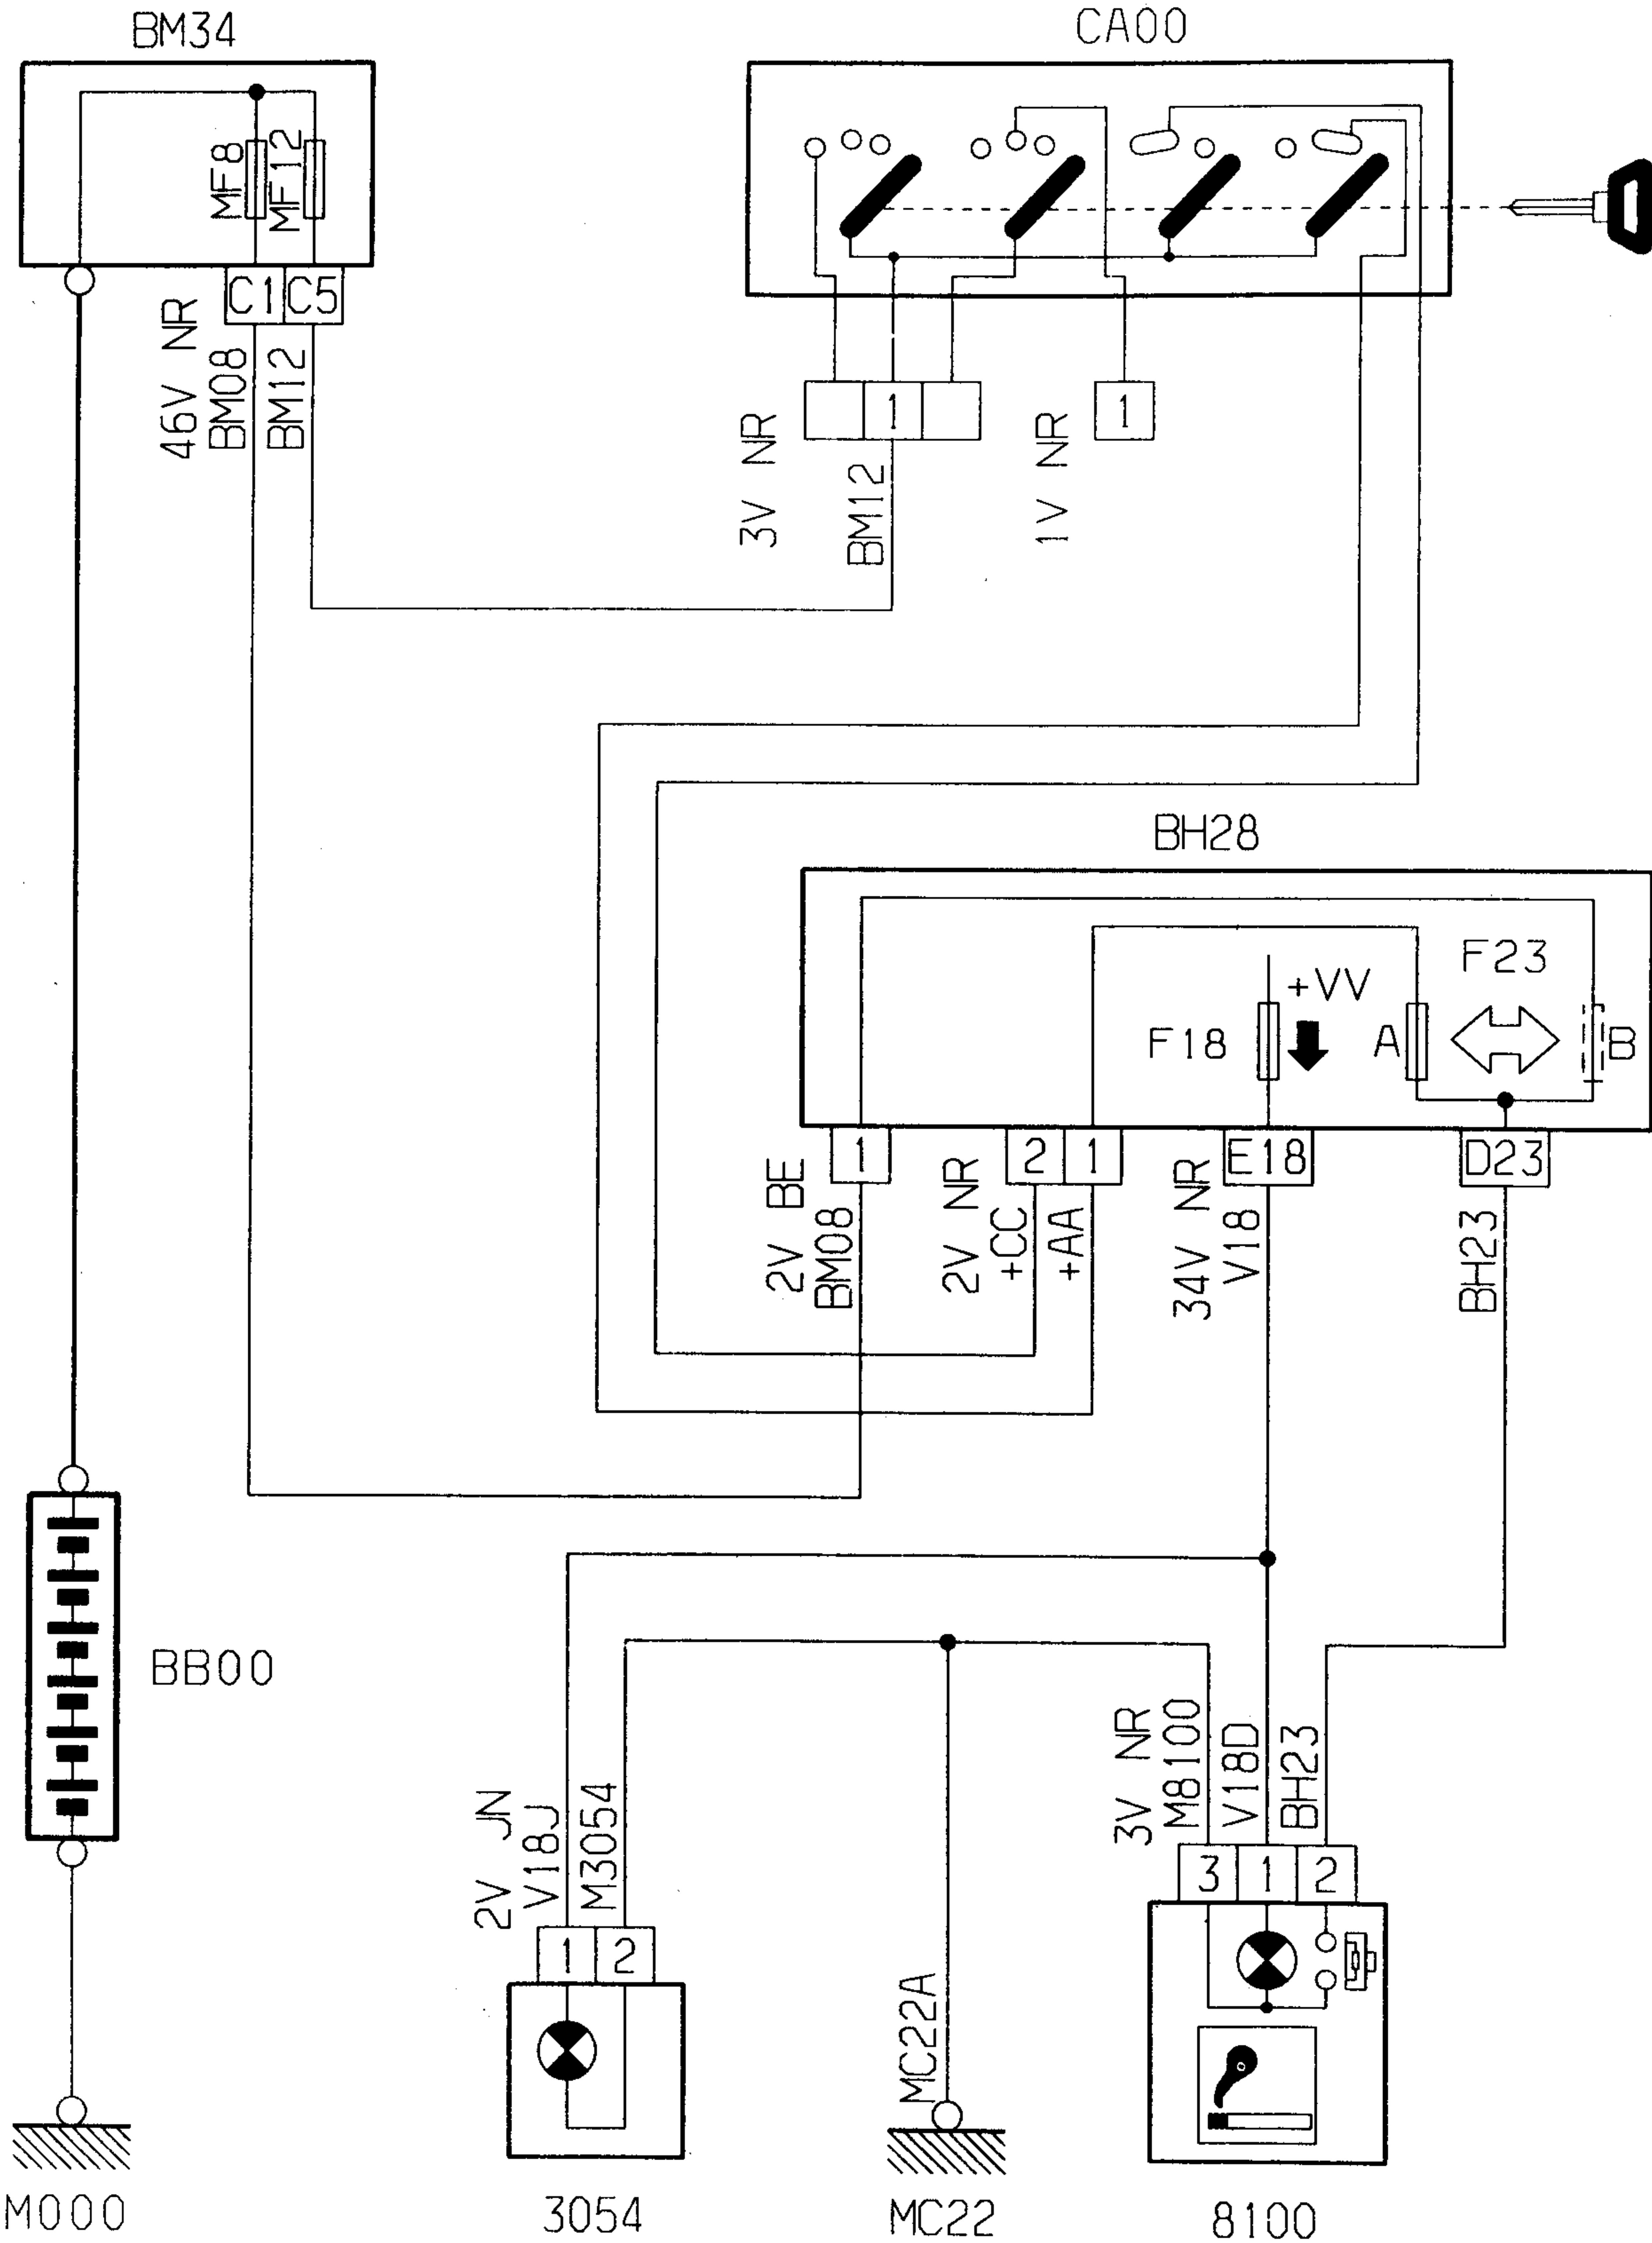 BM34
CA00
MF8
MF12
C1 C5
46V NR
BM08
BM12
1
1
3V NR
BM12
1V NR
BH28
F23
+VV
F18
A
B
1
2 1
E18
D23
2V BE
BM08
2V NR
+CC
+AA
34V NR
V18
BH23
BB00
3V NR
M8100
V18D
BH23
2V JN
V18J
M3054
3 1 2
1 2
MC22A
M000
3054
MC22
8100